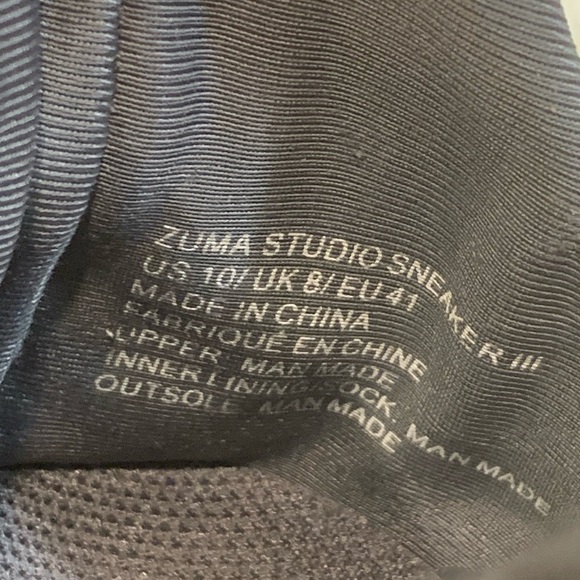 ZUMA STUDIO SNEAKER III
US 10/ UK 8/ EU 41
MADE IN CHINA
FABRIQUÉ EN CHINE
UPPER, MAN MADE
INNER LINING/SOCK, MAN MADE
OUTSOLE, MAN MADE